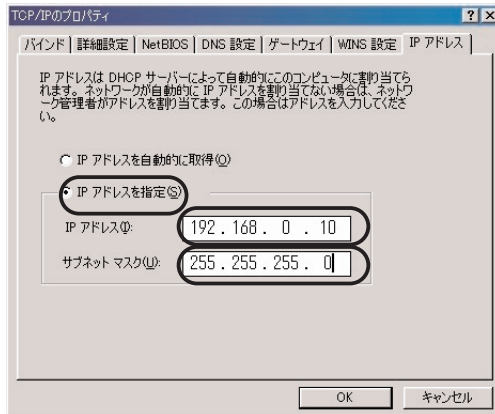 TCP/IPのプロパティ
バインド 詳細設定 NetBIOS DNS 設定 ゲートウェイ WINS 設定 IP アドレス
IP アドレスは DHCP サーバーによって自動的にこのコンピュータに割り当てら
れます。ネットワークが自動的に IP アドレスを割り当てない場合は、ネットワ
ーク管理者がアドレスを割り当てます。この場合はアドレスを入力してくださ
い。
IP アドレスを自動的に取得(O)
IP アドレスを指定(S)
IP アドレス(I): 192 . 168 . 0 . 10
サブネット マスク(U): 255 . 255 . 255 . 0
OK キャンセル